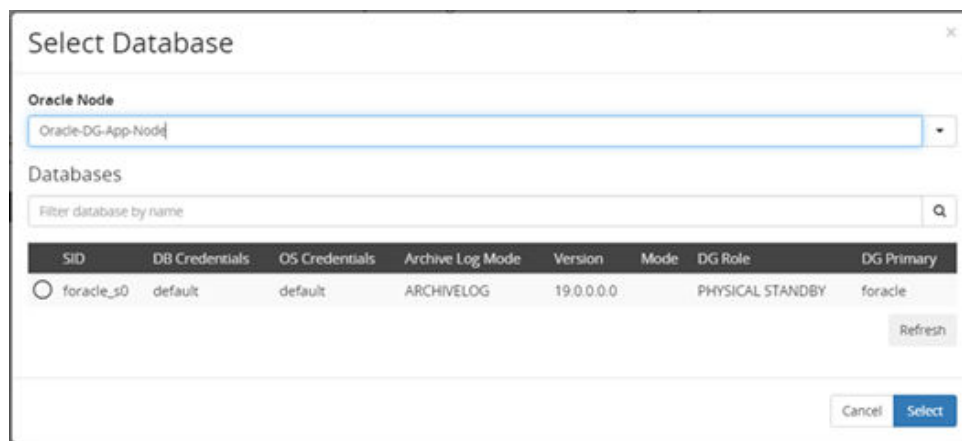 Select Database
×
Oracle Node
Oracle-DG-App-Node
Databases
Filter database by name
SID DB Credentials OS Credentials Archive Log Mode Version Mode DG Role DG Primary
foracle_s0 default default ARCHIVELOG 19.0.0.0.0 PHYSICAL STANDBY foracle
Refresh
Cancel Select